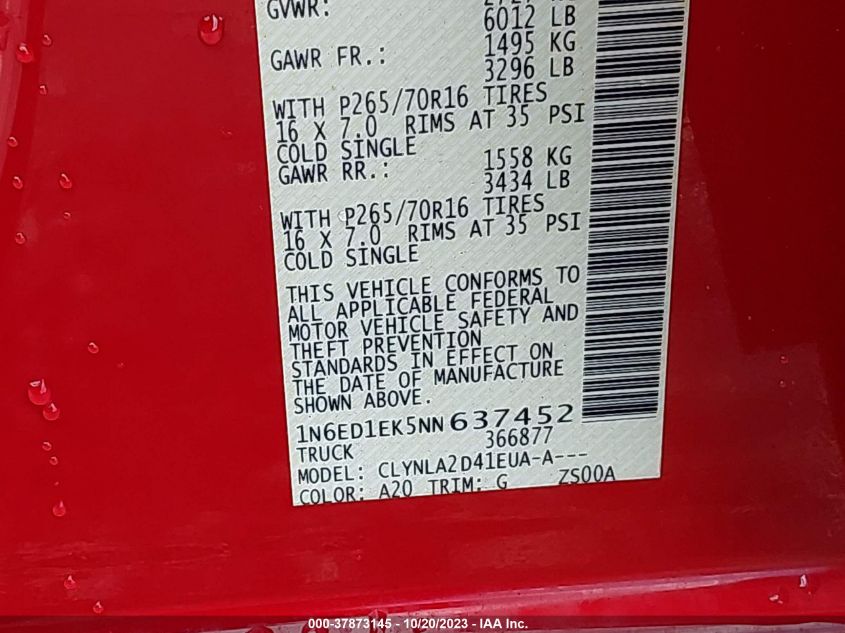 GVWR:
6012 LB
GAWR FR.: 1495 KG
3296 LB
WITH P265/70R16 TIRES
16 X 7.0 RIMS AT 35 PSI
COLD SINGLE
GAWR RR.: 1558 KG
3434 LB
WITH P265/70R16 TIRES
16 X 7.0 RIMS AT 35 PSI
COLD SINGLE
THIS VEHICLE CONFORMS TO
ALL APPLICABLE FEDERAL
MOTOR VEHICLE SAFETY AND
THEFT PREVENTION
STANDARDS IN EFFECT ON
THE DATE OF MANUFACTURE
SHOWN ABOVE.
1N6ED1EK5NN637452
TRUCK 366877
MODEL: CLYNLA2D41EUA-A---
COLOR: A20 TRIM: G ZS00A
000-37873145 - 10/20/2023 - IAA Inc.